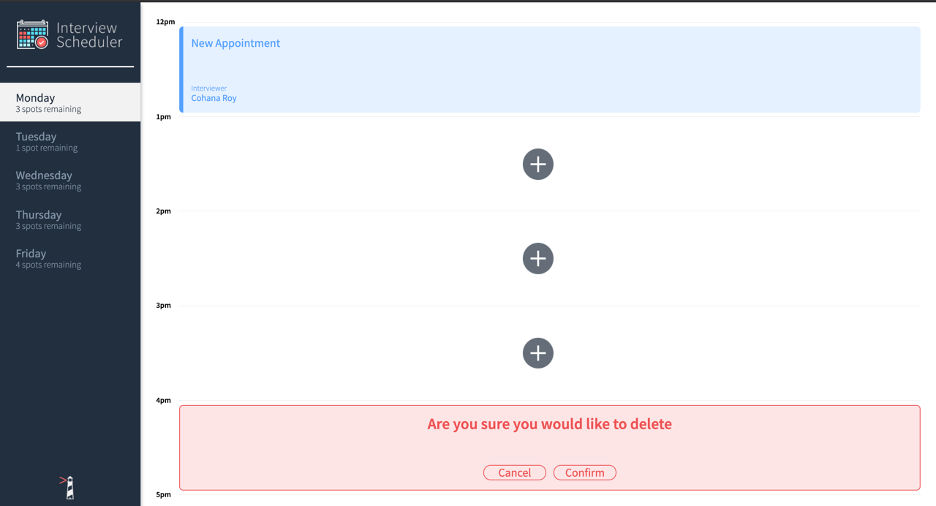 Interview
Scheduler
Monday
3 spots remaining
Tuesday
1 spot remaining
Wednesday
3 spots remaining
Thursday
3 spots remaining
Friday
4 spots remaining
12pm
New Appointment
Interviewer
Cohana Roy
1pm
2pm
3pm
4pm
Are you sure you would like to delete
Cancel Confirm
5pm